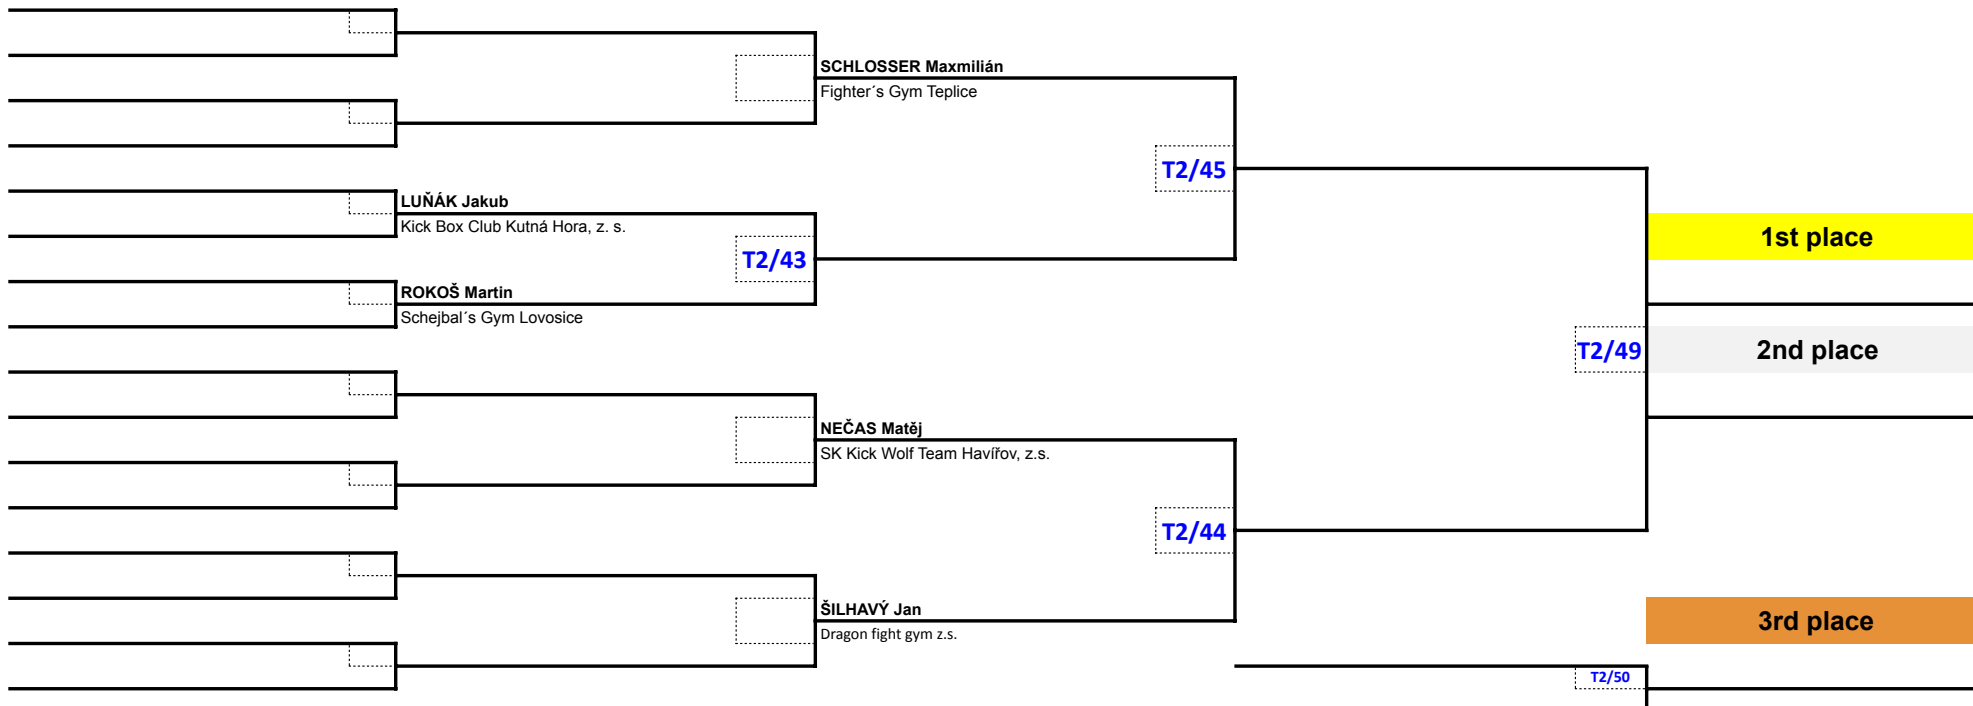 SCHLOSSER Maxmilián
Fighter´s Gym Teplice
T2/45
LUŇÁK Jakub
Kick Box Club Kutná Hora, z. s.
1st place
T2/43
ROKOŠ Martin
Schejbal´s Gym Lovosice
T2/49
2nd place
NEČAS Matěj
SK Kick Wolf Team Havířov, z.s.
T2/44
ŠILHAVÝ Jan
Dragon fight gym z.s.
3rd place
T2/50